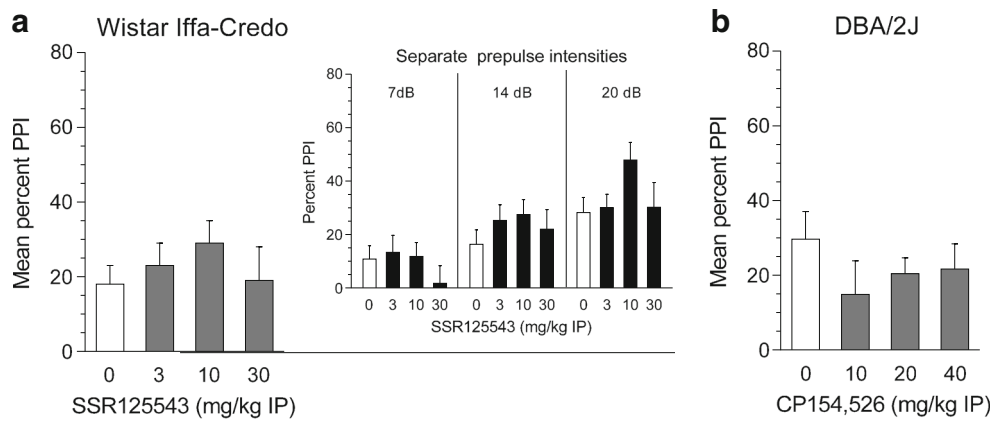 a
Wistar Iffa-Credo
Mean percent PPI
80
60
40
20
0
0 3 10 30
SSR125543 (mg/kg IP)
Separate prepulse intensities
Percent PPI
80
60
40
20
0
7dB 14 dB 20 dB
0 3 10 30 0 3 10 30 0 3 10 30
SSR125543 (mg/kg IP)
b
DBA/2J
Mean percent PPI
80
60
40
20
0
0 10 20 40
CP154,526 (mg/kg IP)